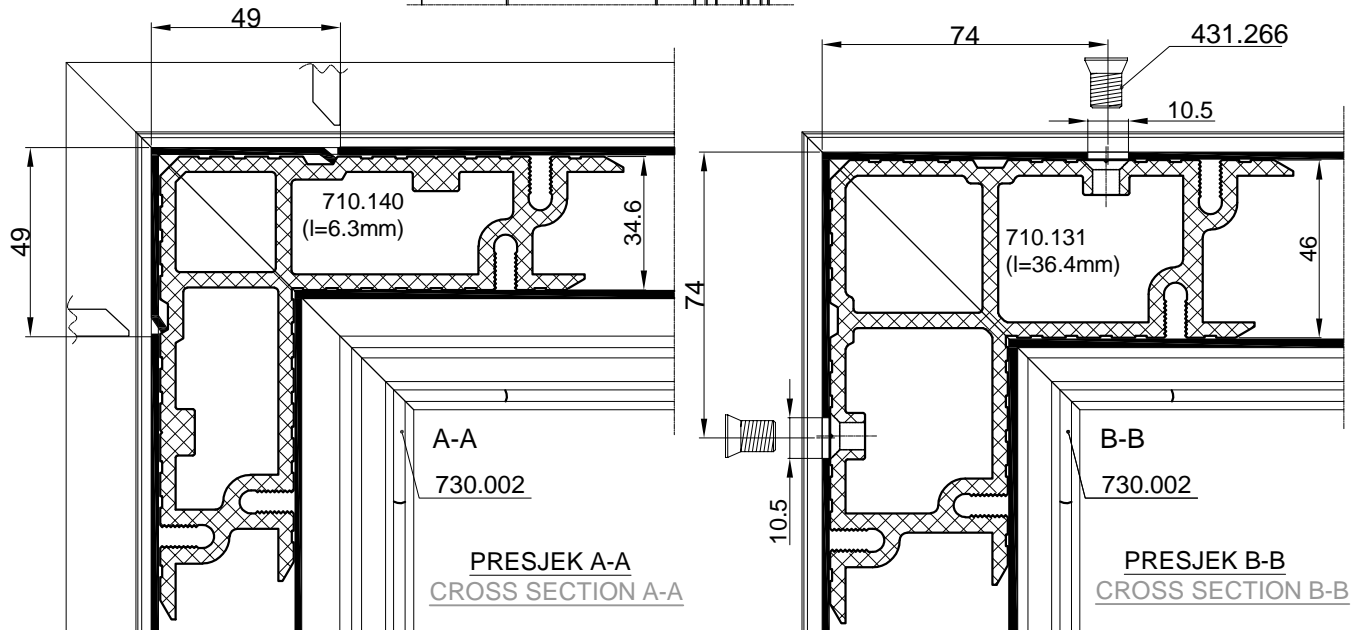 49
49
710.140
(l=6.3mm)
34.6
A-A
730.002
PRESJEK A-A
CROSS SECTION A-A
74
431.266
10.5
74
710.131
(l=36.4mm)
46
10.5
B-B
730.002
PRESJEK B-B
CROSS SECTION B-B